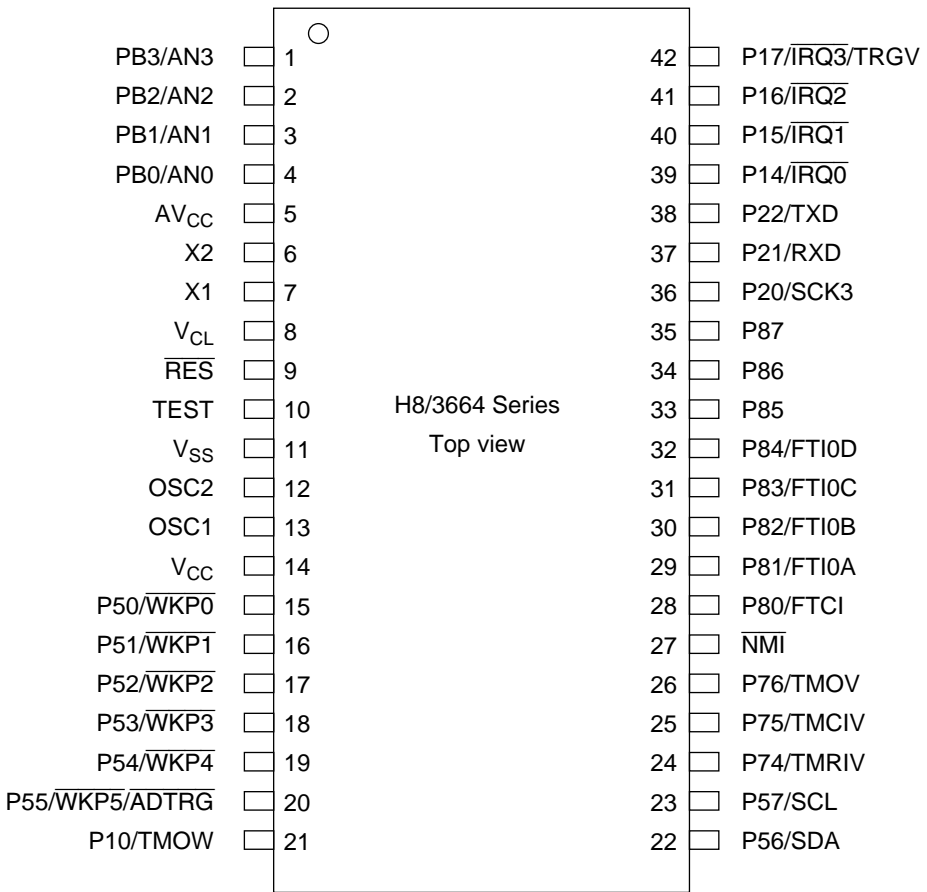 PB3/AN3 1 42 P17/IRQ3/TRGV
PB2/AN2 2 41 P16/IRQ2
PB1/AN1 3 40 P15/IRQ1
PB0/AN0 4 39 P14/IRQ0
AVCC 5 38 P22/TXD
X2 6 37 P21/RXD
X1 7 36 P20/SCK3
VCL 8 35 P87
RES 9 34 P86
TEST 10 H8/3664 Series 33 P85
VSS 11 Top view 32 P84/FTI0D
OSC2 12 31 P83/FTI0C
OSC1 13 30 P82/FTI0B
VCC 14 29 P81/FTI0A
P50/WKP0 15 28 P80/FTCI
P51/WKP1 16 27 NMI
P52/WKP2 17 26 P76/TMOV
P53/WKP3 18 25 P75/TMCIV
P54/WKP4 19 24 P74/TMRIV
P55/WKP5/ADTRG 20 23 P57/SCL
P10/TMOW 21 22 P56/SDA